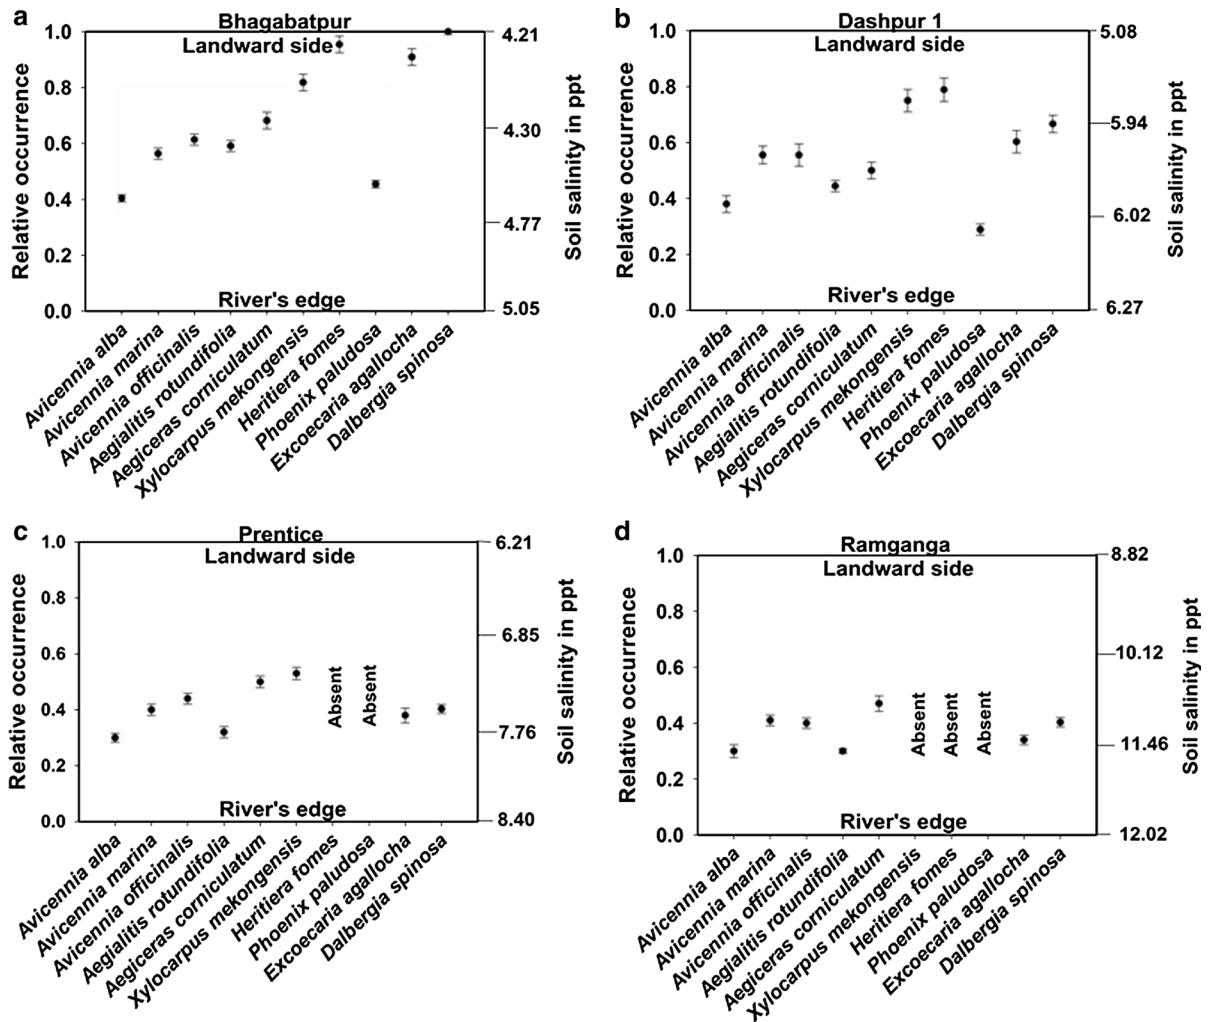 a
Bhagabatpur
Landward side
1.0
0.8
0.6
0.4
0.2
0.0
Relative occurrence
4.21
4.30
4.77
5.05
Soil salinity in ppt
River's edge
Avicennia alba
Avicennia marina
Avicennia officinalis
Aegialitis rotundifolia
Aegiceras corniculatum
Xylocarpus mekongensis
Heritiera fomes
Phoenix paludosa
Excoecaria agallocha
Dalbergia spinosa
b
Dashpur 1
Landward side
1.0
0.8
0.6
0.4
0.2
0.0
Relative occurrence
5.08
5.94
6.02
6.27
Soil salinity in ppt
River's edge
Avicennia alba
Avicennia marina
Avicennia officinalis
Aegialitis rotundifolia
Aegiceras corniculatum
Xylocarpus mekongensis
Heritiera fomes
Phoenix paludosa
Excoecaria agallocha
Dalbergia spinosa
c
Prentice
Landward side
1.0
0.8
0.6
0.4
0.2
0.0
Relative occurrence
6.21
6.85
7.76
8.40
Soil salinity in ppt
Absent
Absent
River's edge
Avicennia alba
Avicennia marina
Avicennia officinalis
Aegialitis rotundifolia
Aegiceras corniculatum
Xylocarpus mekongensis
Heritiera fomes
Phoenix paludosa
Excoecaria agallocha
Dalbergia spinosa
d
Ramganga
Landward side
1.0
0.8
0.6
0.4
0.2
0.0
Relative occurrence
8.82
10.12
11.46
12.02
Soil salinity in ppt
Absent
Absent
Absent
River's edge
Avicennia alba
Avicennia marina
Avicennia officinalis
Aegialitis rotundifolia
Aegiceras corniculatum
Xylocarpus mekongensis
Heritiera fomes
Phoenix paludosa
Excoecaria agallocha
Dalbergia spinosa